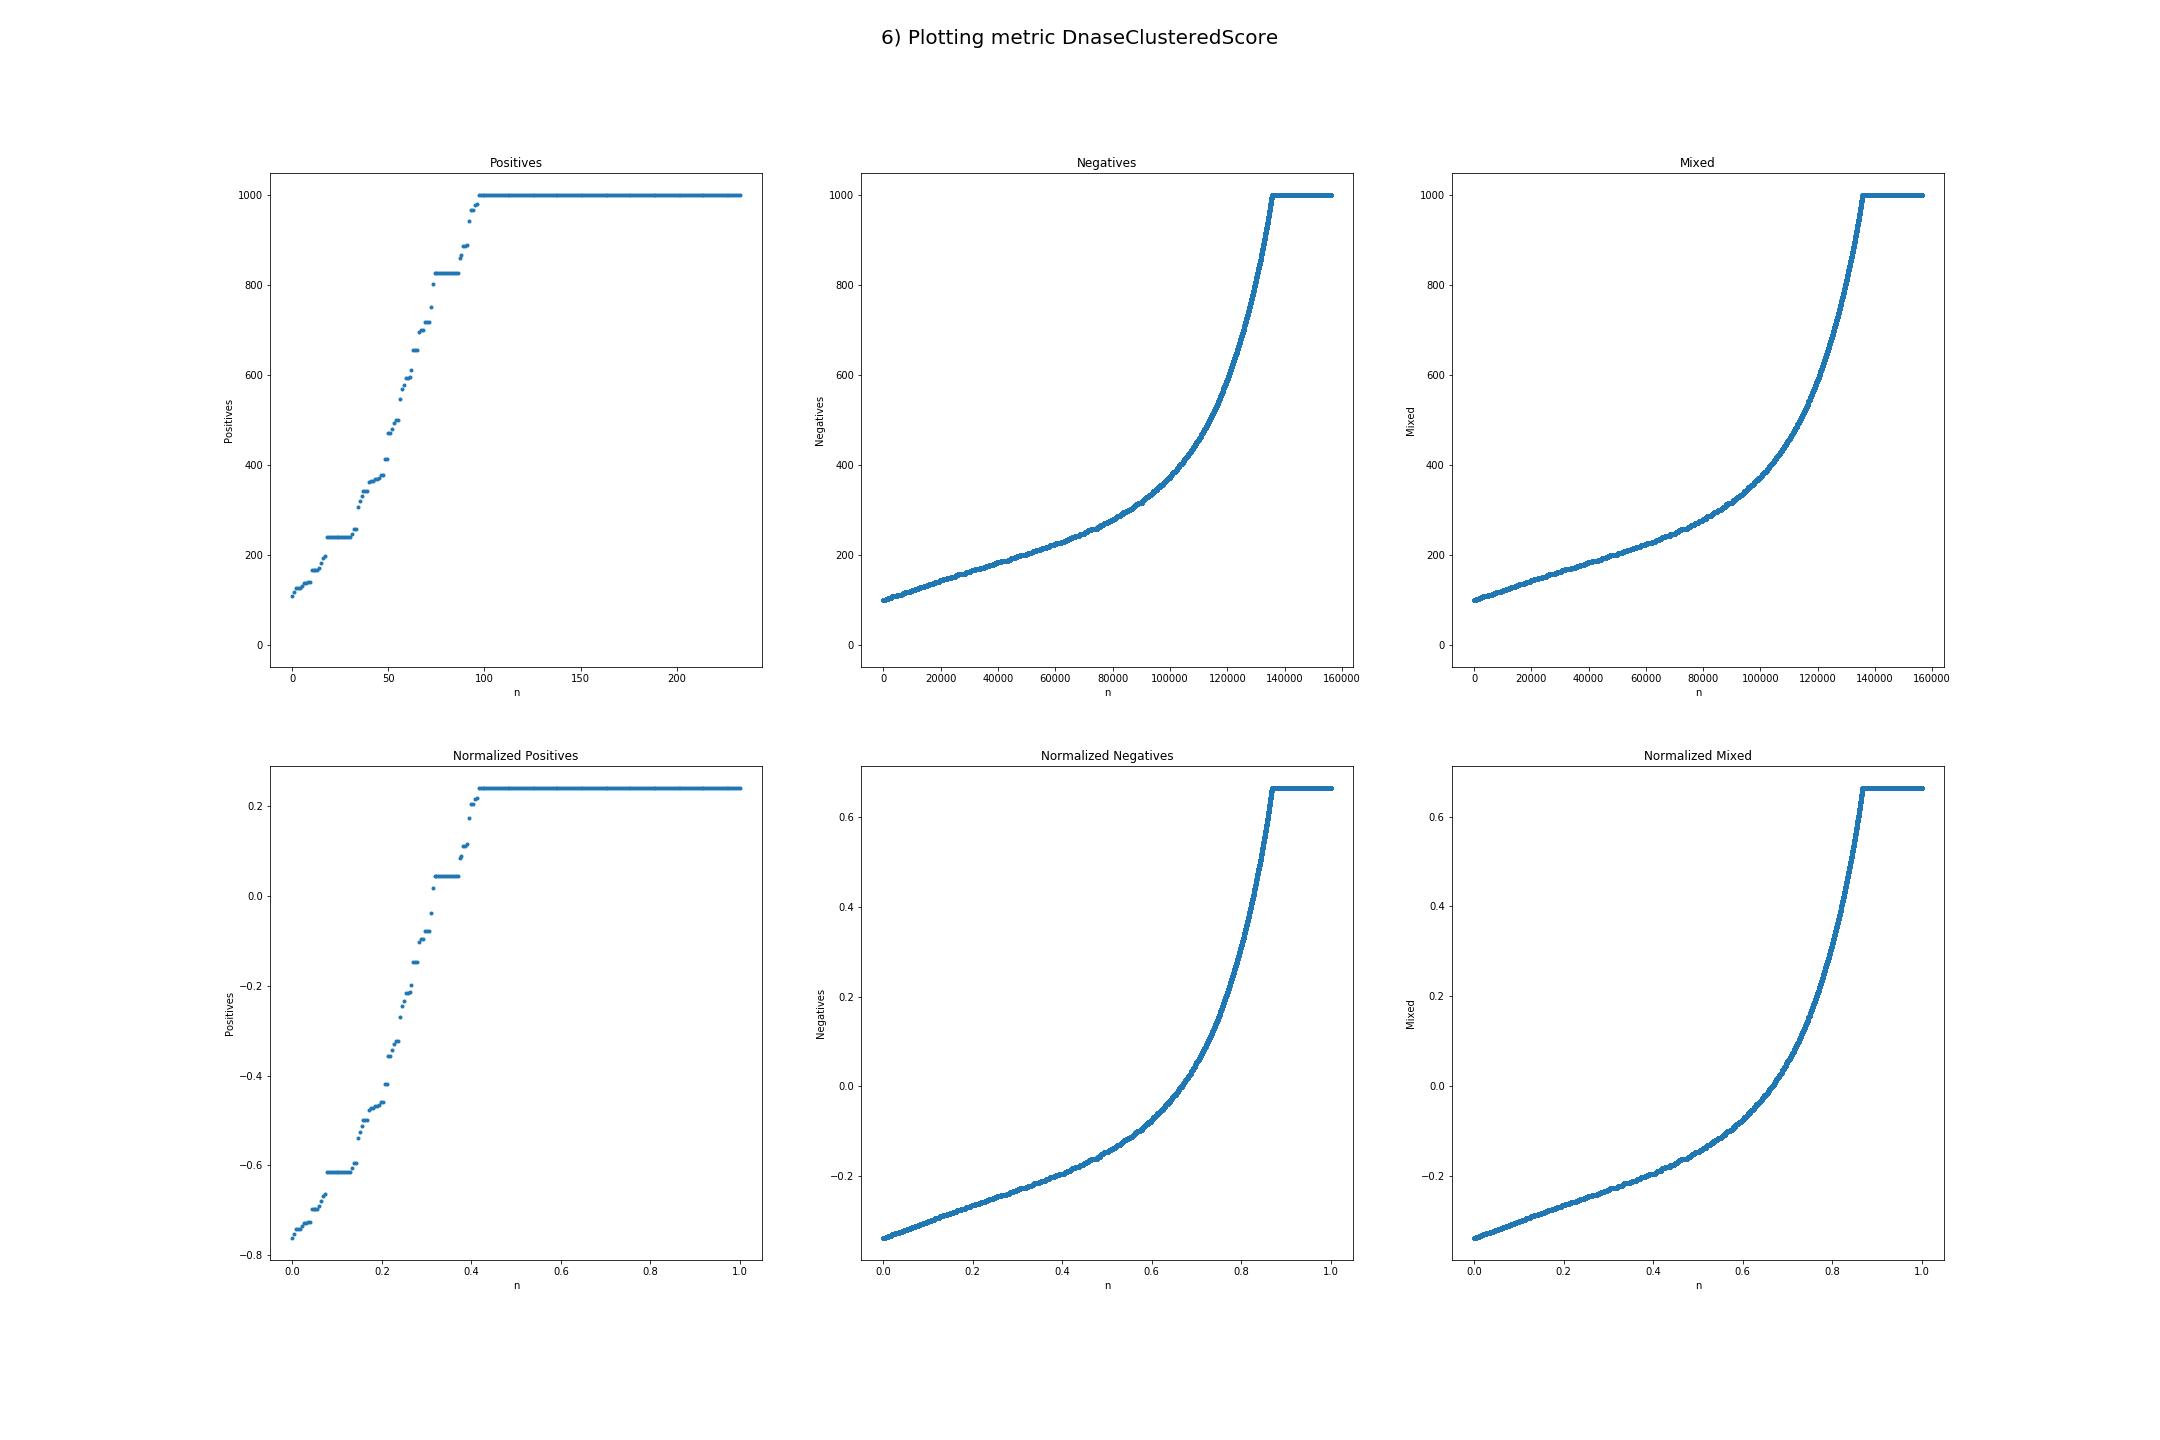 6) Plotting metric DnaseClusteredScore
Positives
1000
800
600
400
200
0
Positives
0 50 100 150 200
n
Negatives
1000
800
600
400
200
0
Negatives
0 20000 40000 60000 80000 100000 120000 140000 160000
n
Mixed
1000
800
600
400
200
0
Mixed
0 20000 40000 60000 80000 100000 120000 140000 160000
n
Normalized Positives
0.2
0.0
−0.2
−0.4
−0.6
−0.8
Positives
0.0 0.2 0.4 0.6 0.8 1.0
n
Normalized Negatives
0.6
0.4
0.2
0.0
−0.2
Negatives
0.0 0.2 0.4 0.6 0.8 1.0
n
Normalized Mixed
0.6
0.4
0.2
0.0
−0.2
Mixed
0.0 0.2 0.4 0.6 0.8 1.0
n